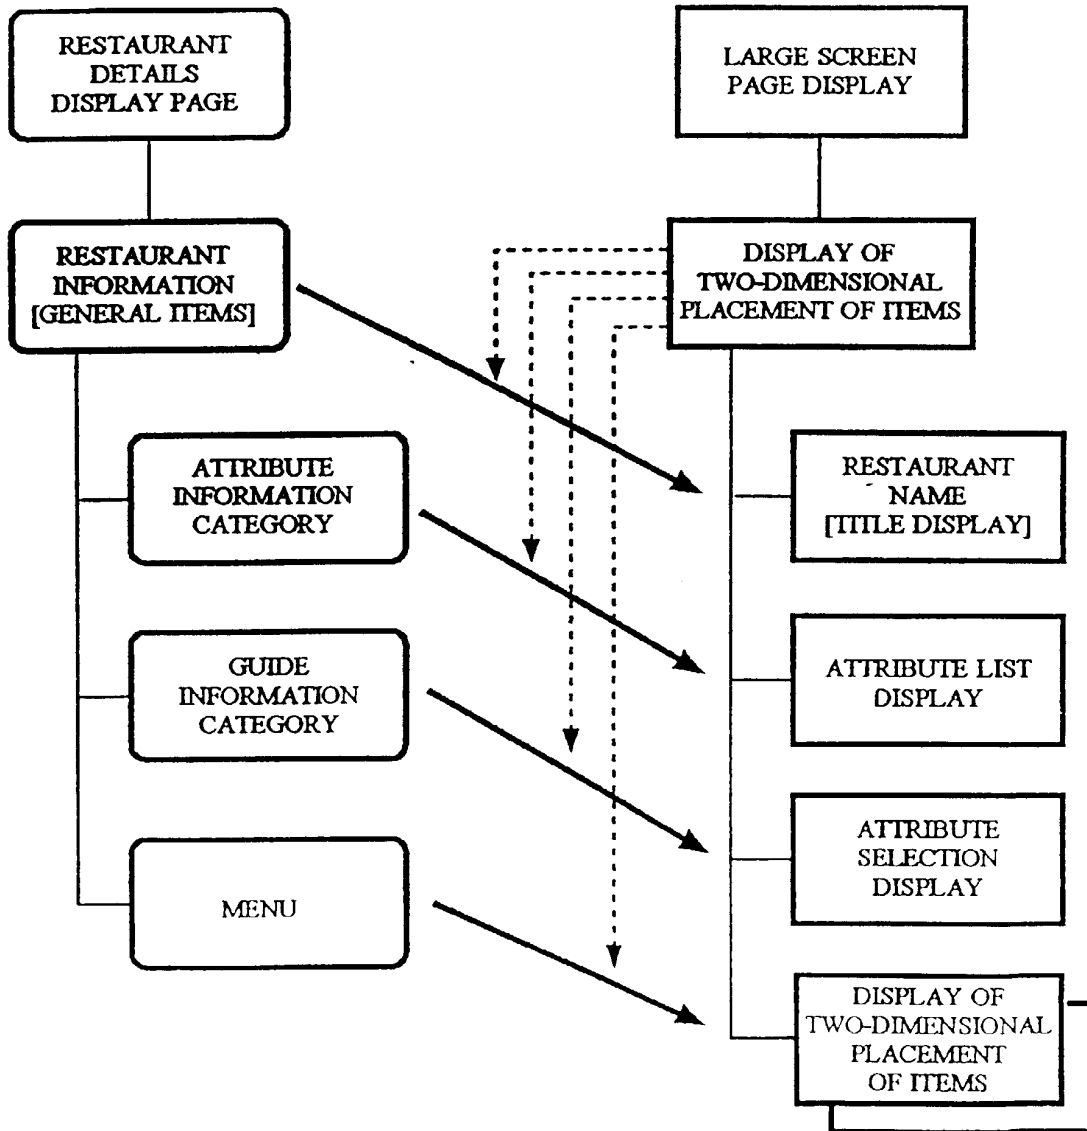 RESTAURANT
DETAILS
DISPLAY PAGE
LARGE SCREEN
PAGE DISPLAY
RESTAURANT
INFORMATION
[GENERAL ITEMS]
DISPLAY OF
TWO-DIMENSIONAL
PLACEMENT OF ITEMS
ATTRIBUTE
INFORMATION
CATEGORY
RESTAURANT
NAME
[TITLE DISPLAY]
GUIDE
INFORMATION
CATEGORY
ATTRIBUTE LIST
DISPLAY
MENU
ATTRIBUTE
SELECTION
DISPLAY
DISPLAY OF
TWO-DIMENSIONAL
PLACEMENT
OF ITEMS